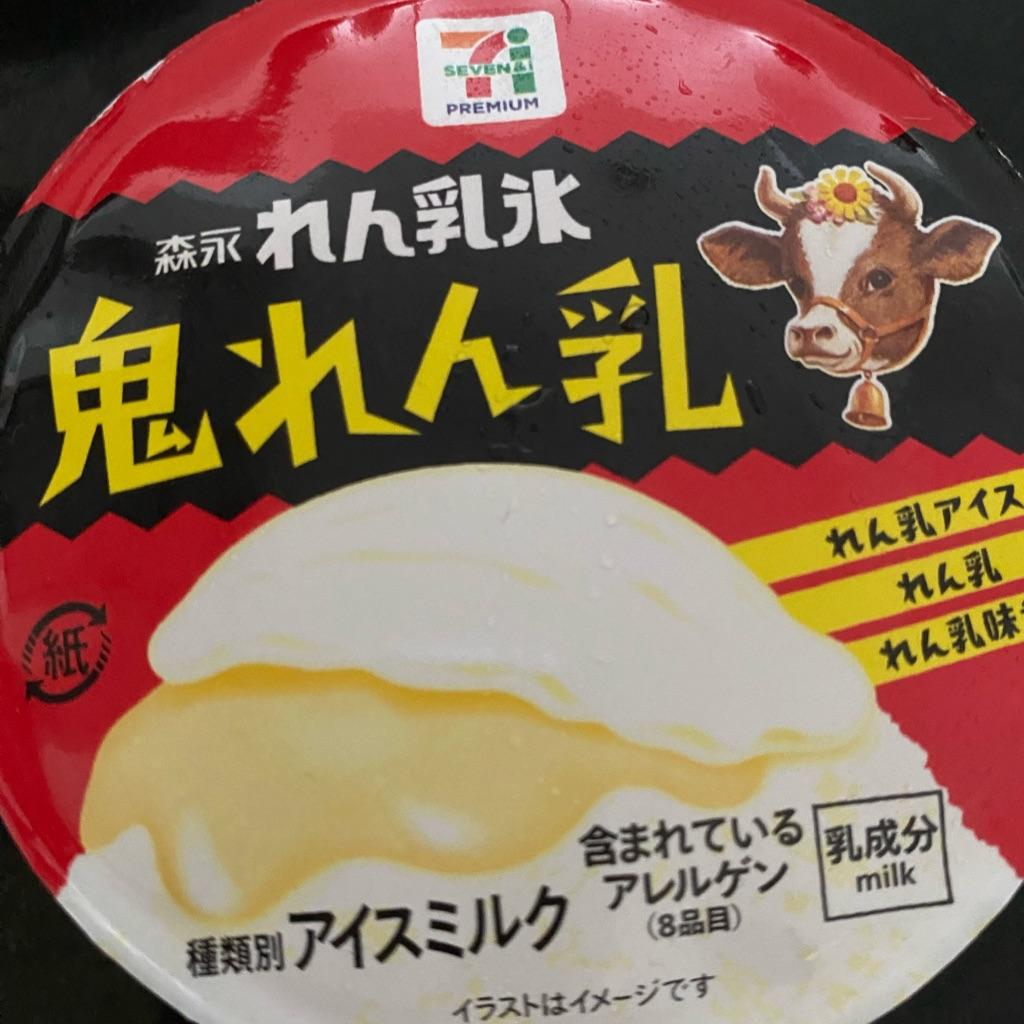 SEVEN&i
PREMIUM
森永 れん乳氷
鬼れん乳
れん乳アイス
れん乳
れん乳味
紙
含まれている
アレルゲン
(8品目)
乳成分
milk
種類別 アイスミルク
イラストはイメージです